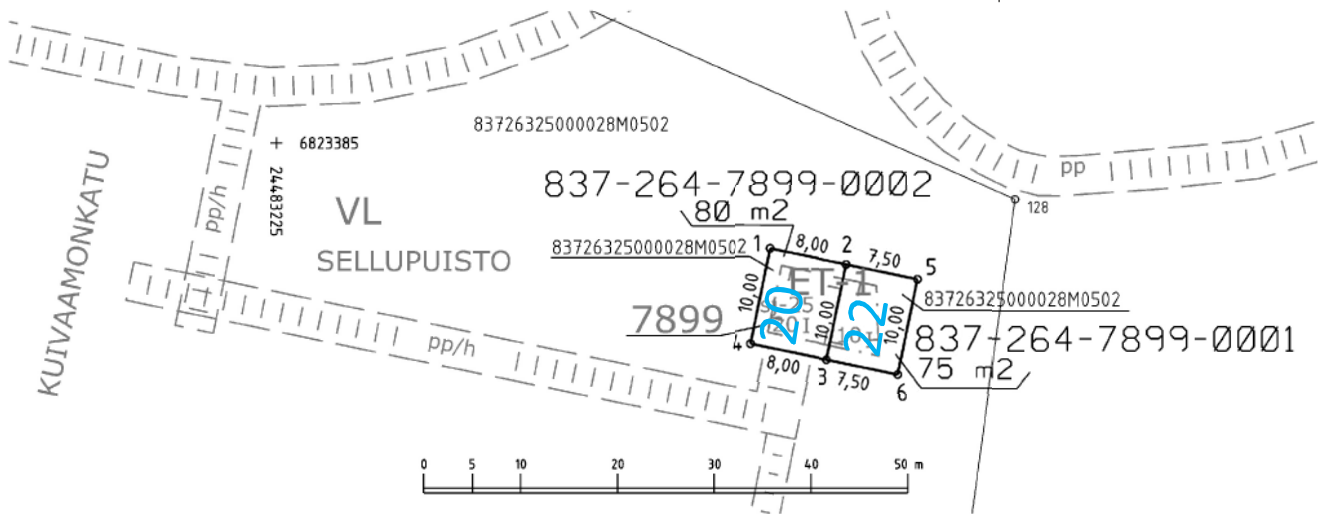 83726325000028M0502
6823385
24483225
KUIVAAMONKATU
pp/h
VL
SELLUPUISTO
pp
128
837-264-7899-0002
80 m2
83726325000028M0502
1
8,00
2
7,50
5
ET-1
10,00
20
10,00
22
10,00
83726325000028M0502
7899
837-264-7899-0001
75 m2
4
8,00
3
7,50
6
pp/h
0 5 10 20 30 40 50 m